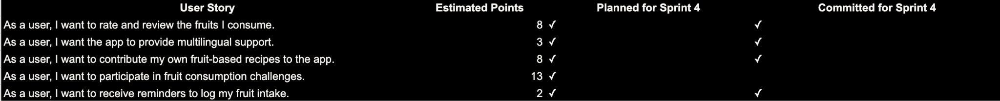 User Story Estimated Points Planned for Sprint 4 Committed for Sprint 4
As a user, I want to rate and review the fruits I consume. 8 ✓ ✓
As a user, I want the app to provide multilingual support. 3 ✓ ✓
As a user, I want to contribute my own fruit-based recipes to the app. 8 ✓ ✓
As a user, I want to participate in fruit consumption challenges. 13 ✓
As a user, I want to receive reminders to log my fruit intake. 2 ✓ ✓